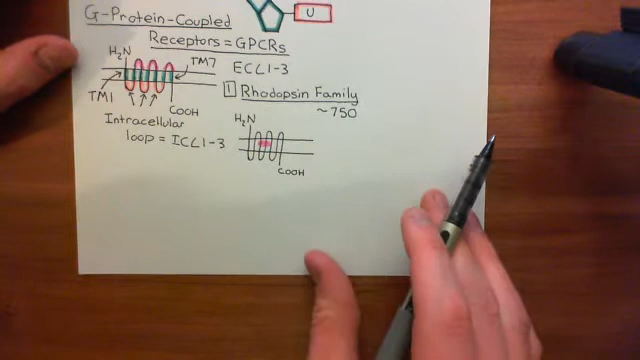 U
G-Protein-Coupled
Receptors = GPCRs
H₂N
TM7
ECL1-3
TM1
COOH
1 Rhodopsin Family
~750
Intracellular
loop = ICL1-3
H₂N
COOH